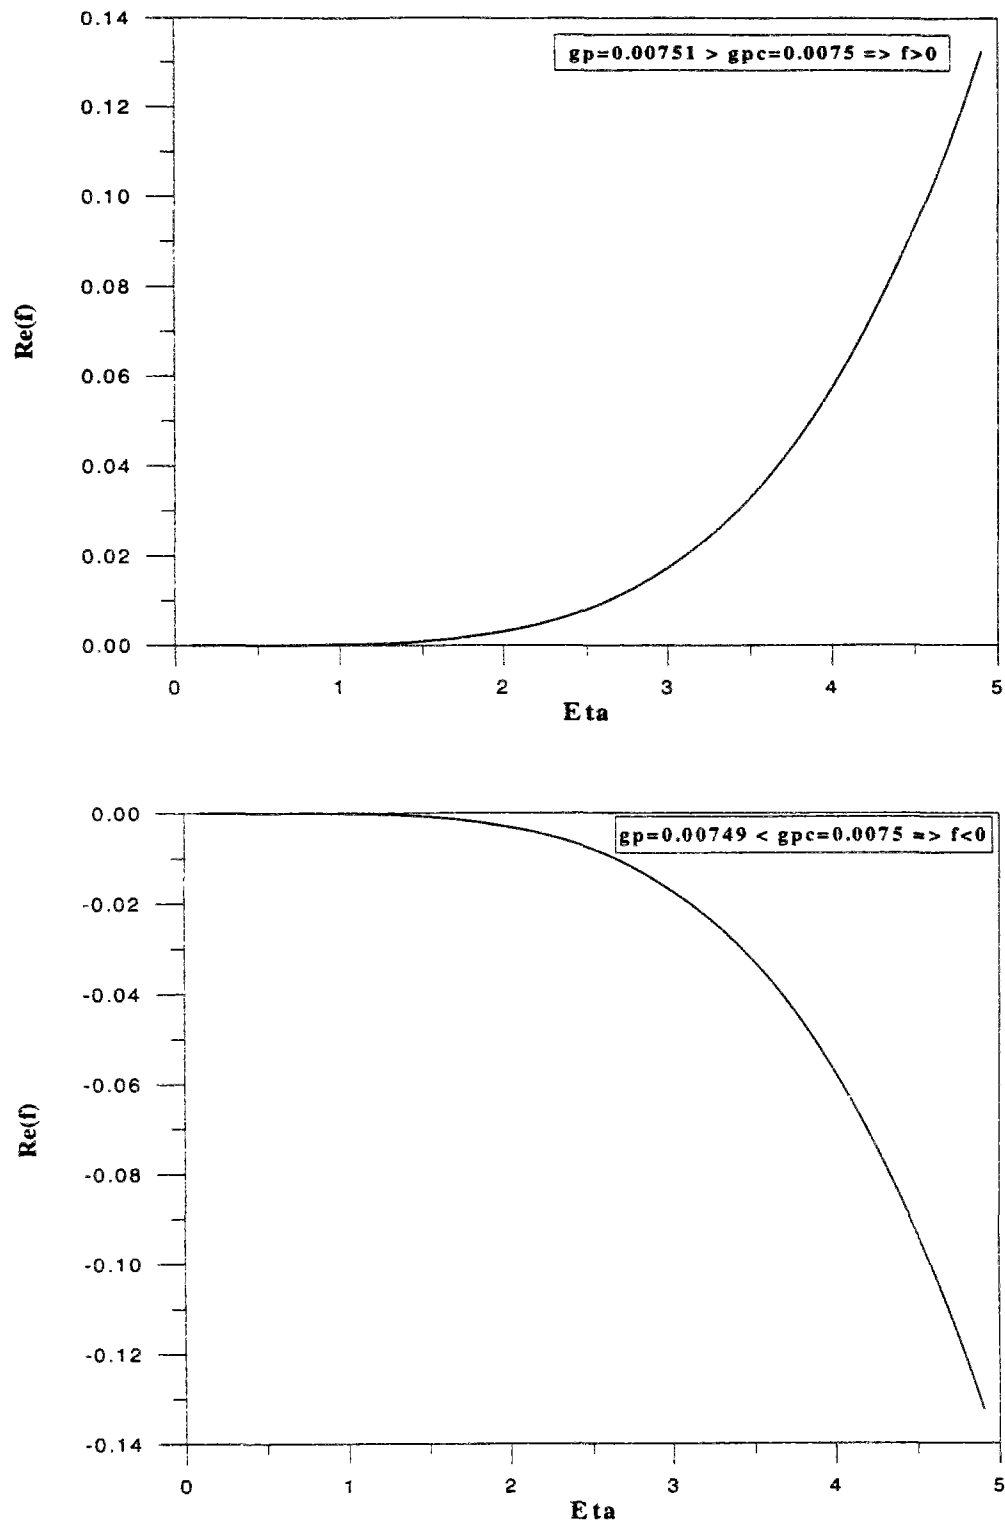 0.14
gp=0.00751 > gpc=0.0075 => f>0
0.12
0.10
0.08
Re(f)
0.06
0.04
0.02
0.00
0 1 2 3 4 5
Eta
0.00
gp=0.00749 < gpc=0.0075 => f<0
-0.02
-0.04
-0.06
Re(f)
-0.08
-0.10
-0.12
-0.14
0 1 2 3 4 5
Eta